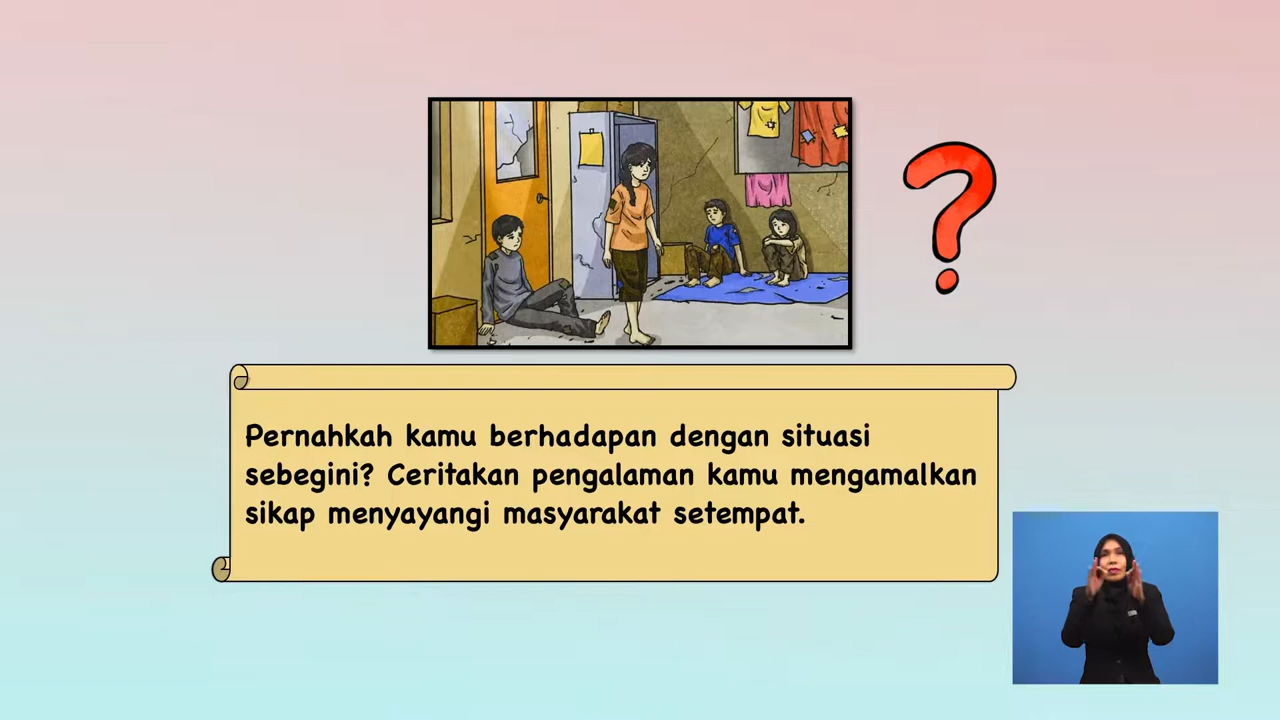 Pernahkah kamu berhadapan dengan situasi
sebegini? Ceritakan pengalaman kamu mengamalkan
sikap menyayangi masyarakat setempat.